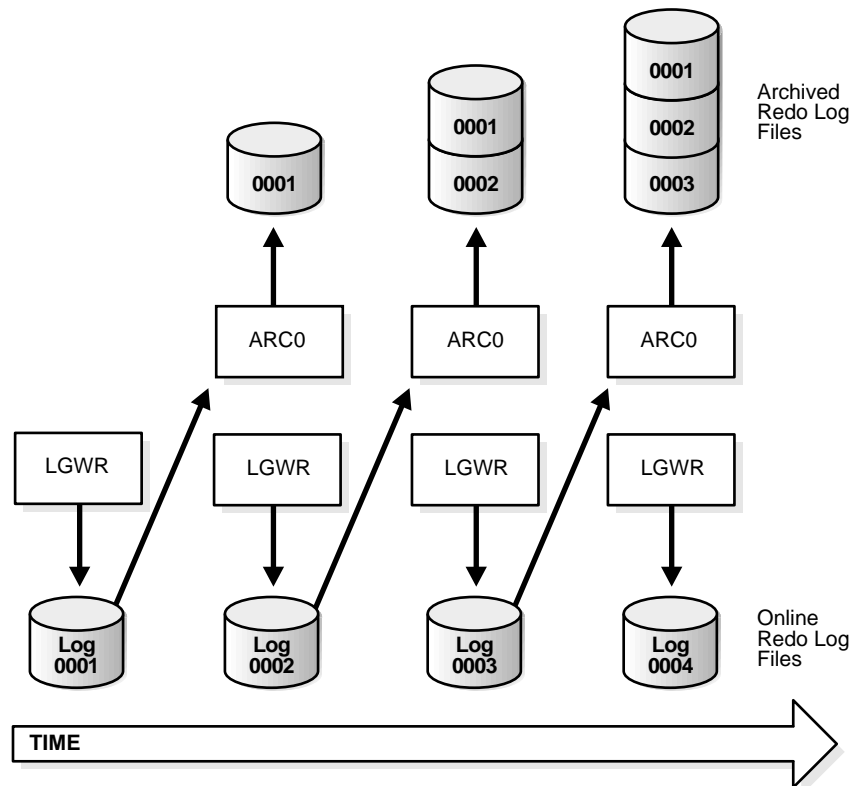 0001
Archived
Redo Log
Files
0001
0002
0001
0002
0003
ARC0
ARC0
ARC0
LGWR
LGWR
LGWR
LGWR
Log
0001
Log
0002
Log
0003
Log
0004
Online
Redo Log
Files
TIME